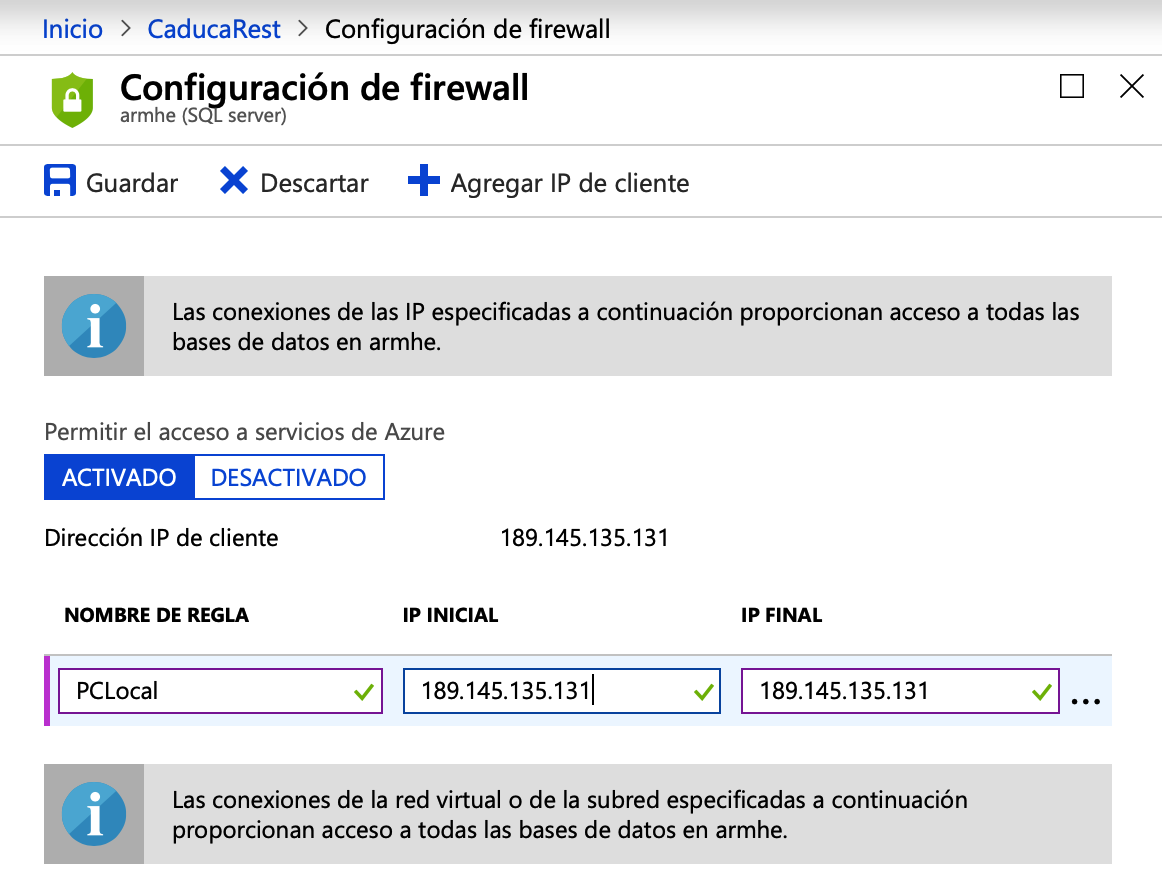 Inicio > CaducaRest > Configuración de firewall
Configuración de firewall
armhe (SQL server)
Guardar Descartar Agregar IP de cliente
Las conexiones de las IP especificadas a continuación proporcionan acceso a todas las
bases de datos en armhe.
Permitir el acceso a servicios de Azure
ACTIVADO DESACTIVADO
Dirección IP de cliente 189.145.135.131
NOMBRE DE REGLA IP INICIAL IP FINAL
PCLocal 189.145.135.131 189.145.135.131 ...
Las conexiones de la red virtual o de la subred especificadas a continuación
proporcionan acceso a todas las bases de datos en armhe.